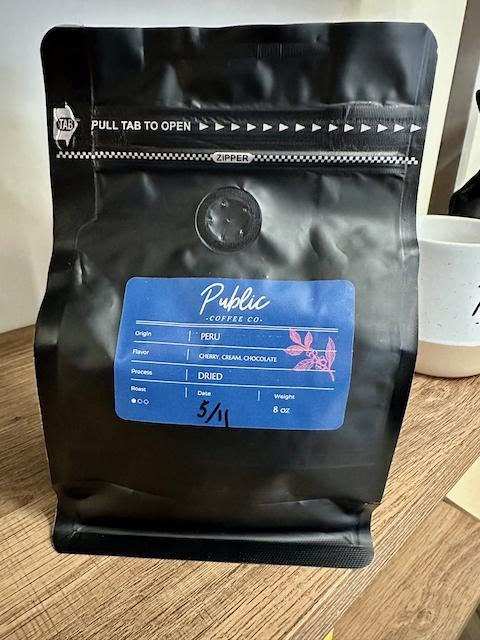 TAB
PULL TAB TO OPEN
ZIPPER
Public
-COFFEE CO-
Origin PERU
Flavor CHERRY, CREAM, CHOCOLATE
Process DRIED
Roast Date Weight
5/11 8 oz